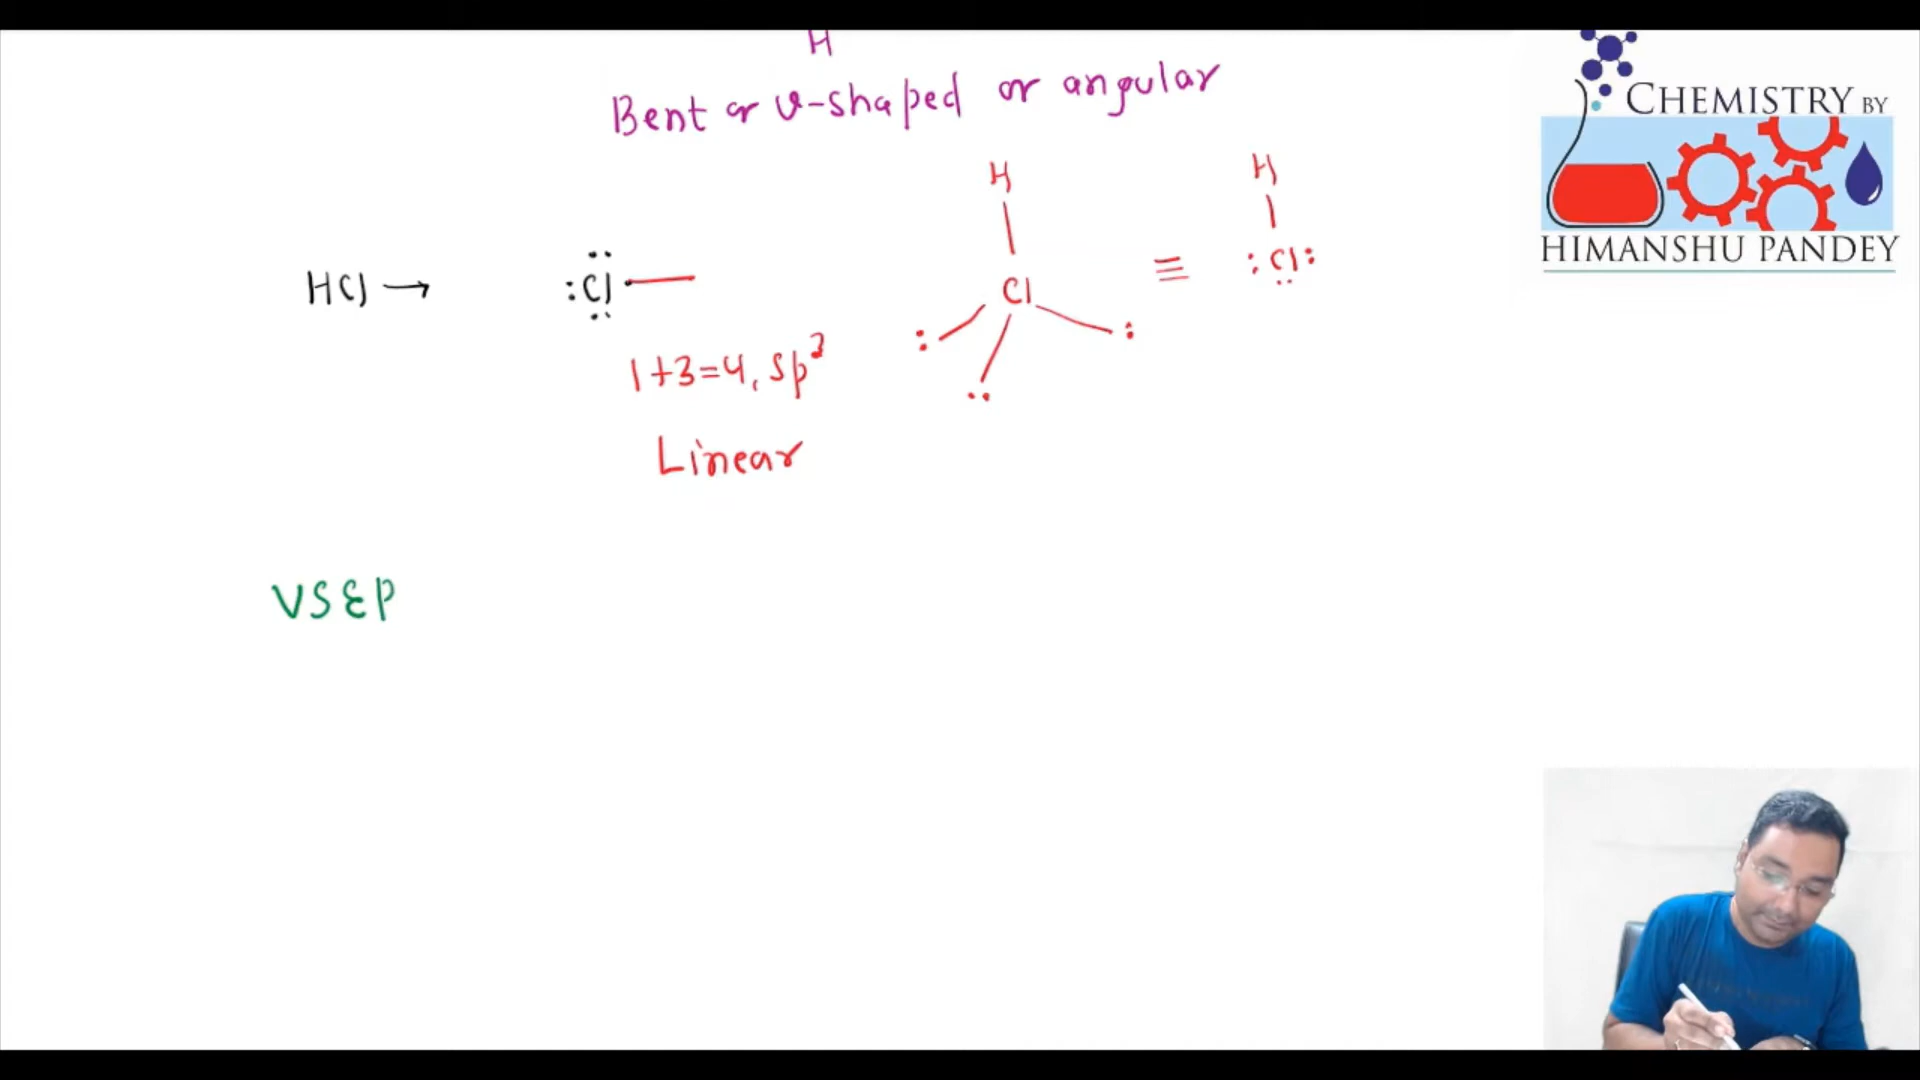 H
Bent or v-shaped or angular
CHEMISTRY BY
HIMANSHU PANDEY
HCl → :Cl
H
Cl
≡
H
:Cl:
1+3=4, sp³
Linear
VSEP